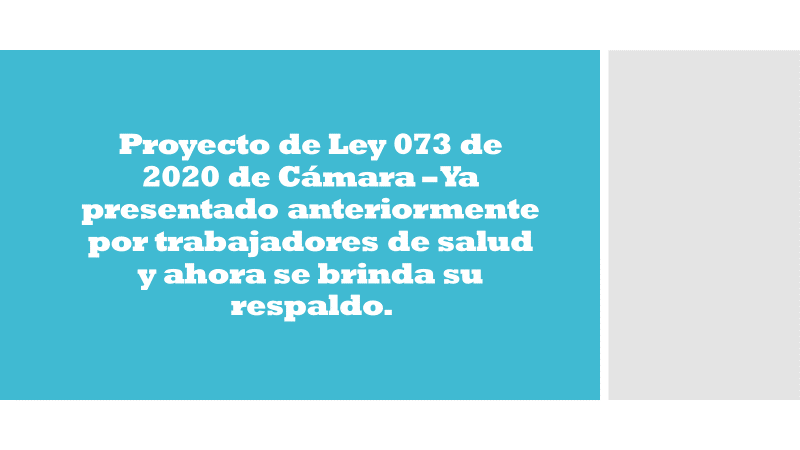 Proyecto de Ley 073 de
2020 de Cámara –Ya
presentado anteriormente
por trabajadores de salud
y ahora se brinda su
respaldo.